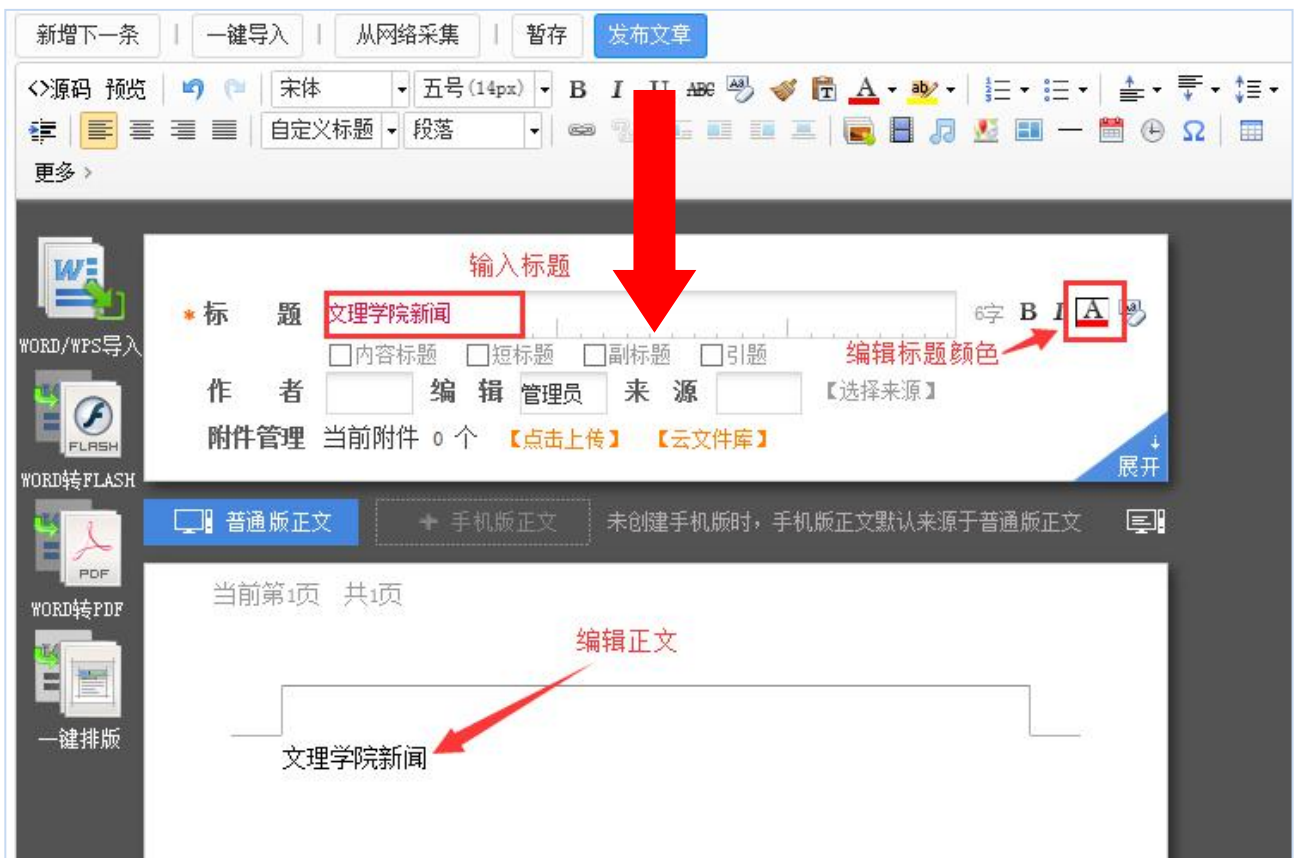 新增下一条 一键导入 从网络采集 暂存 发布文章
<>源码 预览 宋体 五号(14px) B I U ABC A ab
自定义标题 段落 Ω
更多
输入标题
*标 题 文理学院新闻 6字 B I A
□内容标题 □短标题 □副标题 □引题 编辑标题颜色
作 者 编 辑 管理员 来 源 【选择来源】
附件管理 当前附件 0 个 【点击上传】 【云文件库】
展开
WORD/WPS导入
FLASH
WORD转FLASH
PDF
WORD转PDF
一键排版
普通版正文 + 手机版正文 未创建手机版时，手机版正文默认来源于普通版正文
当前第1页 共1页
编辑正文
文理学院新闻